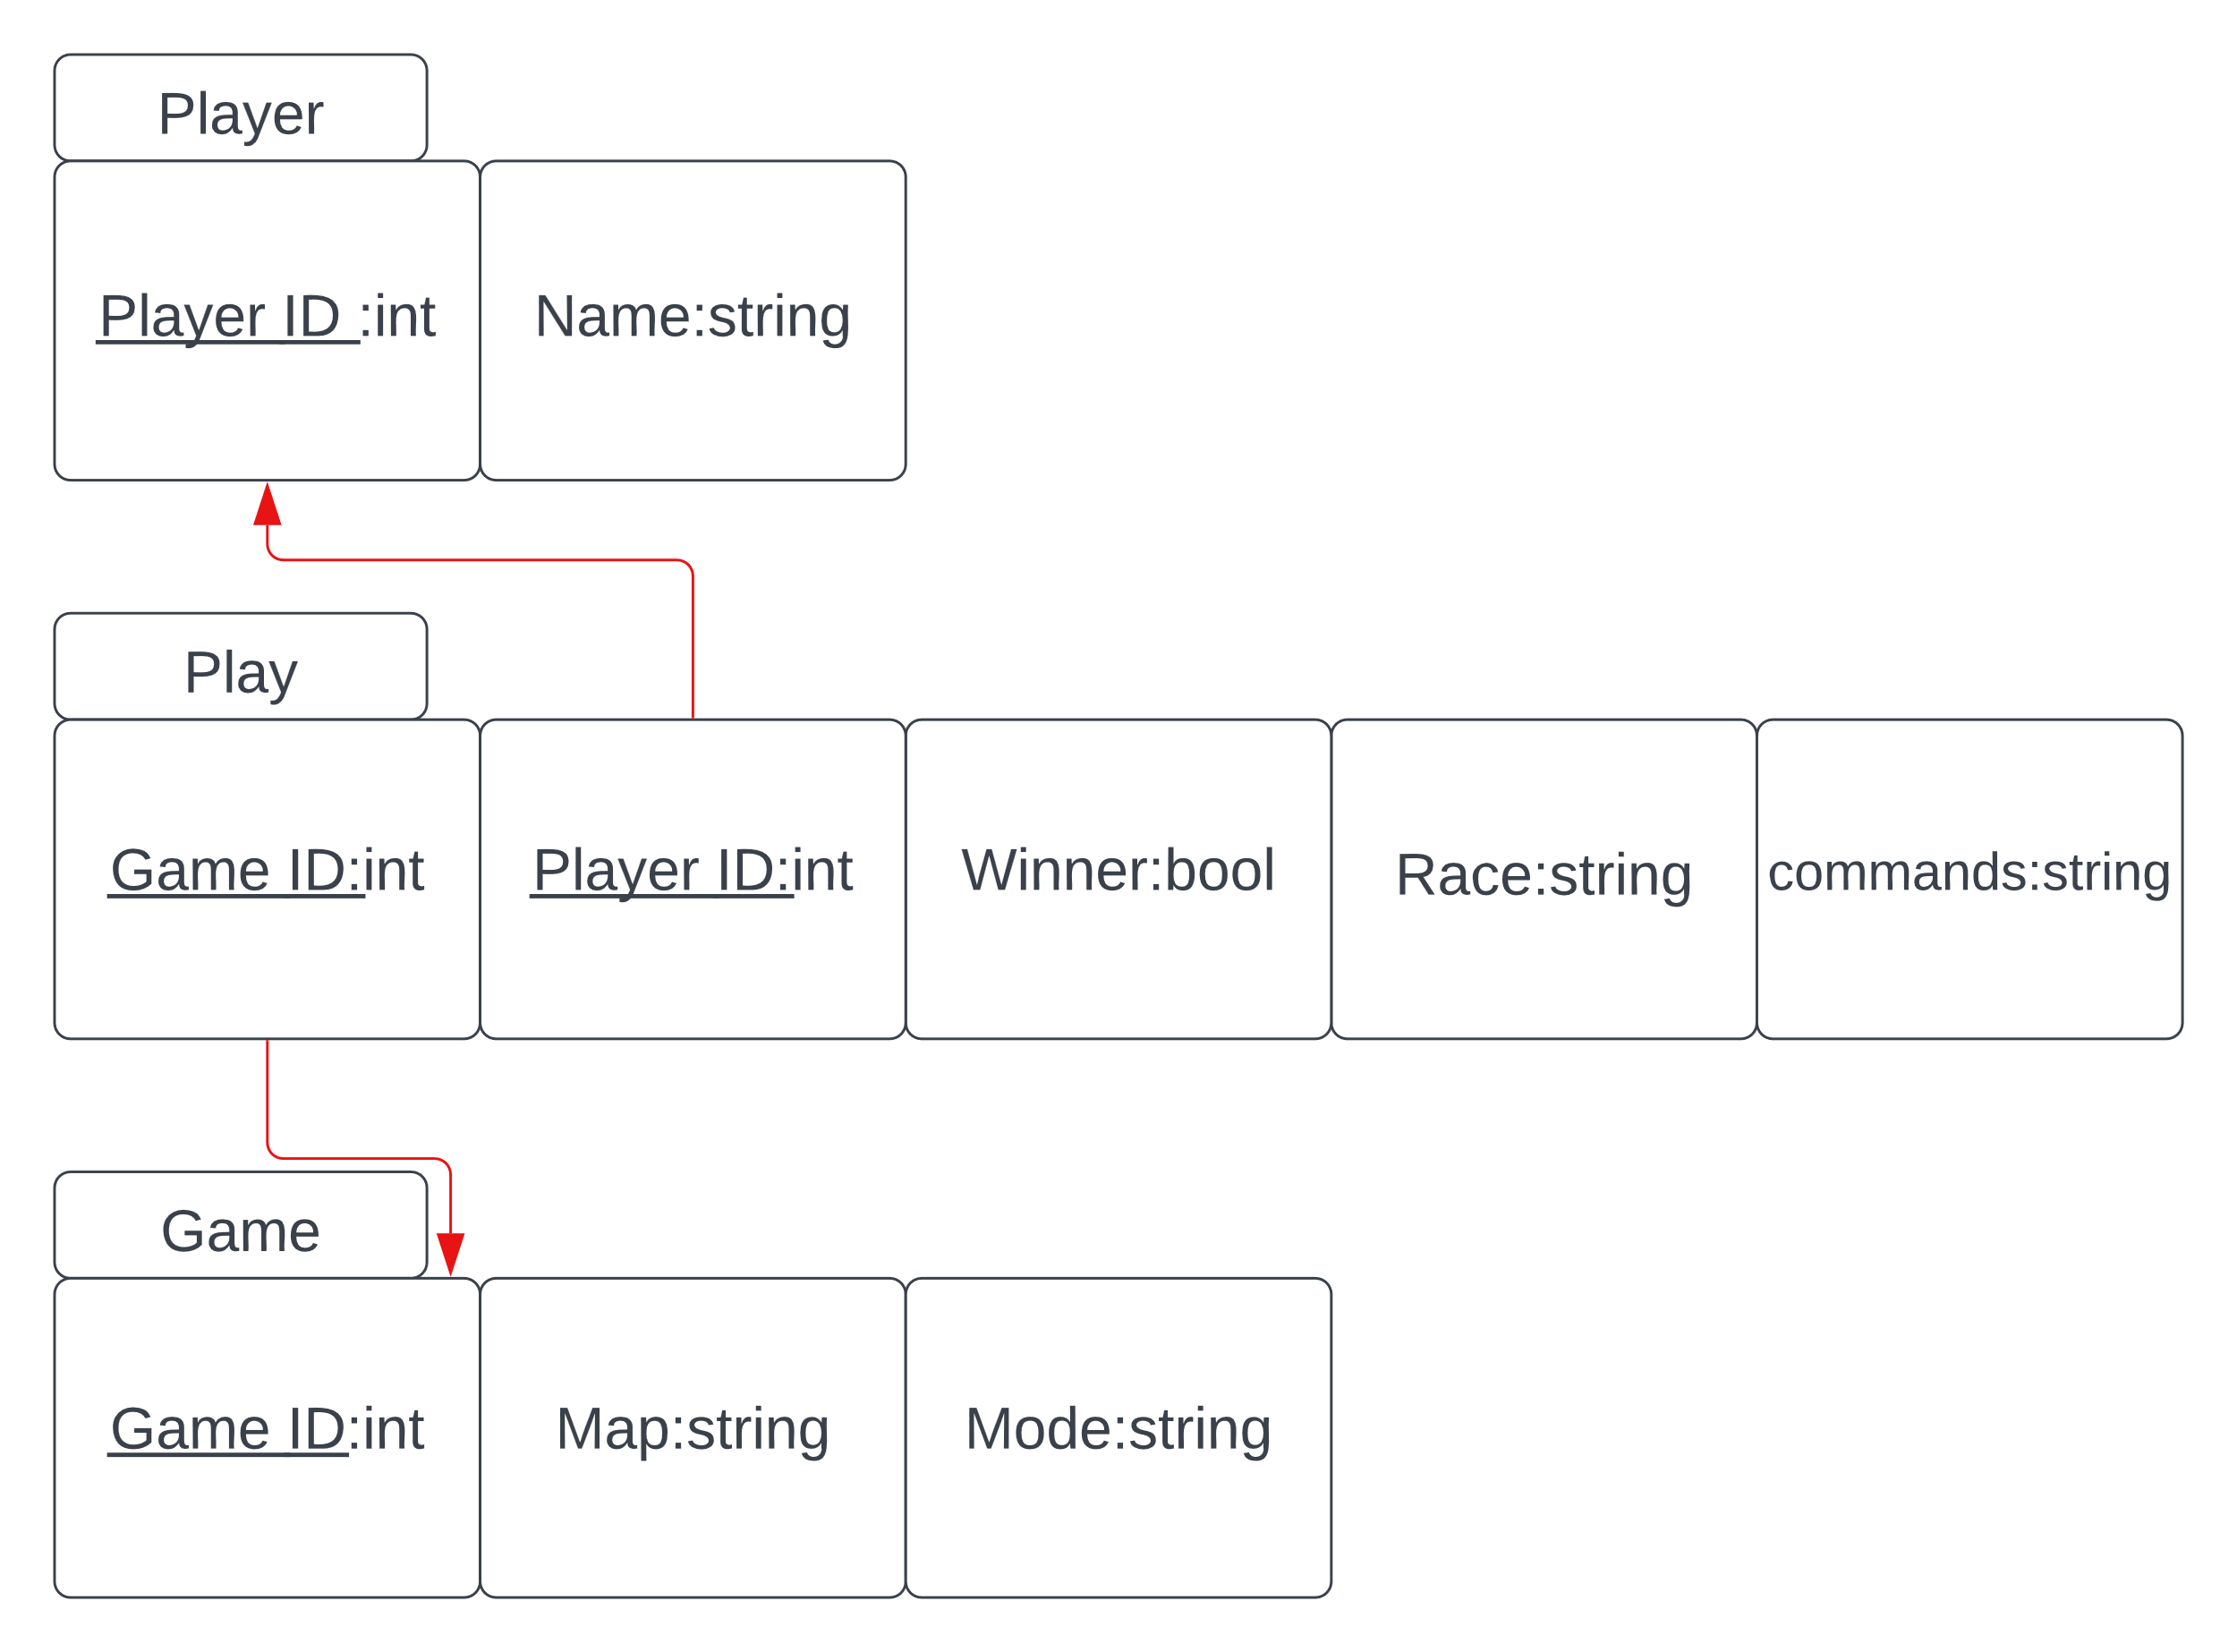 Player
Player ID :int
Name:string
Play
Game ID:int
Player ID:int
Winner:bool
Race:string
commands:string
Game
Game ID:int
Map:string
Mode:string